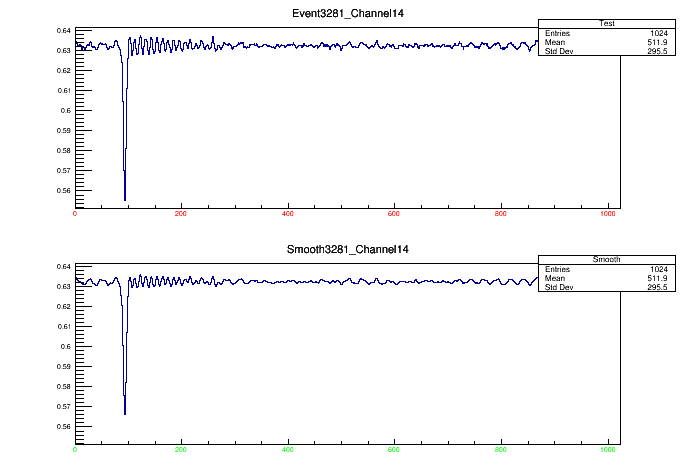 Event3281_Channel14
Test
Entries 1024
Mean 511.9
Std Dev 295.5
0.64
0.63
0.62
0.61
0.6
0.59
0.58
0.57
0.56
0 200 400 600 800 1000
Smooth3281_Channel14
Smooth
Entries 1024
Mean 511.9
Std Dev 295.5
0.64
0.63
0.62
0.61
0.6
0.59
0.58
0.57
0.56
0 200 400 600 800 1000